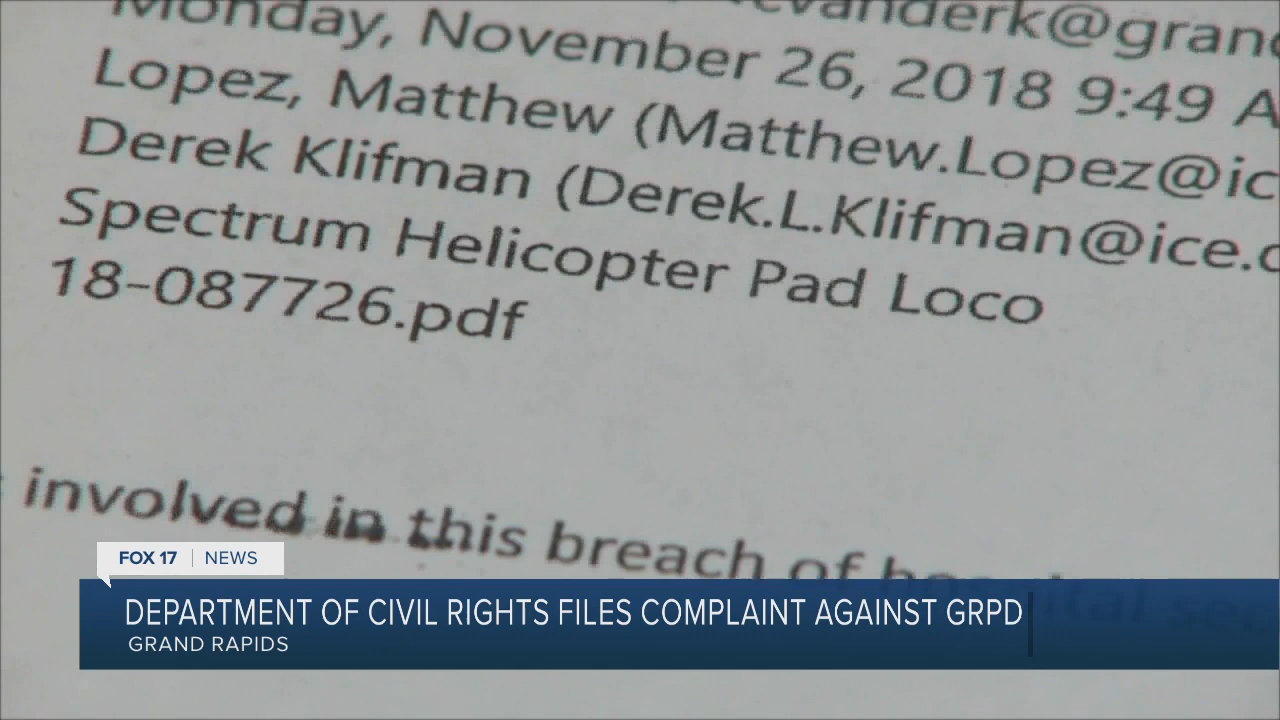 Monday, November 26, 2018 9:49 A
Lopez, Matthew (Matthew.Lopez@ic
Derek Klifman (Derek.L.Klifman@ice.
Spectrum Helicopter Pad Loco
18-087726.pdf
involved in this breach of
FOX 17 | NEWS
DEPARTMENT OF CIVIL RIGHTS FILES COMPLAINT AGAINST GRPD
GRAND RAPIDS